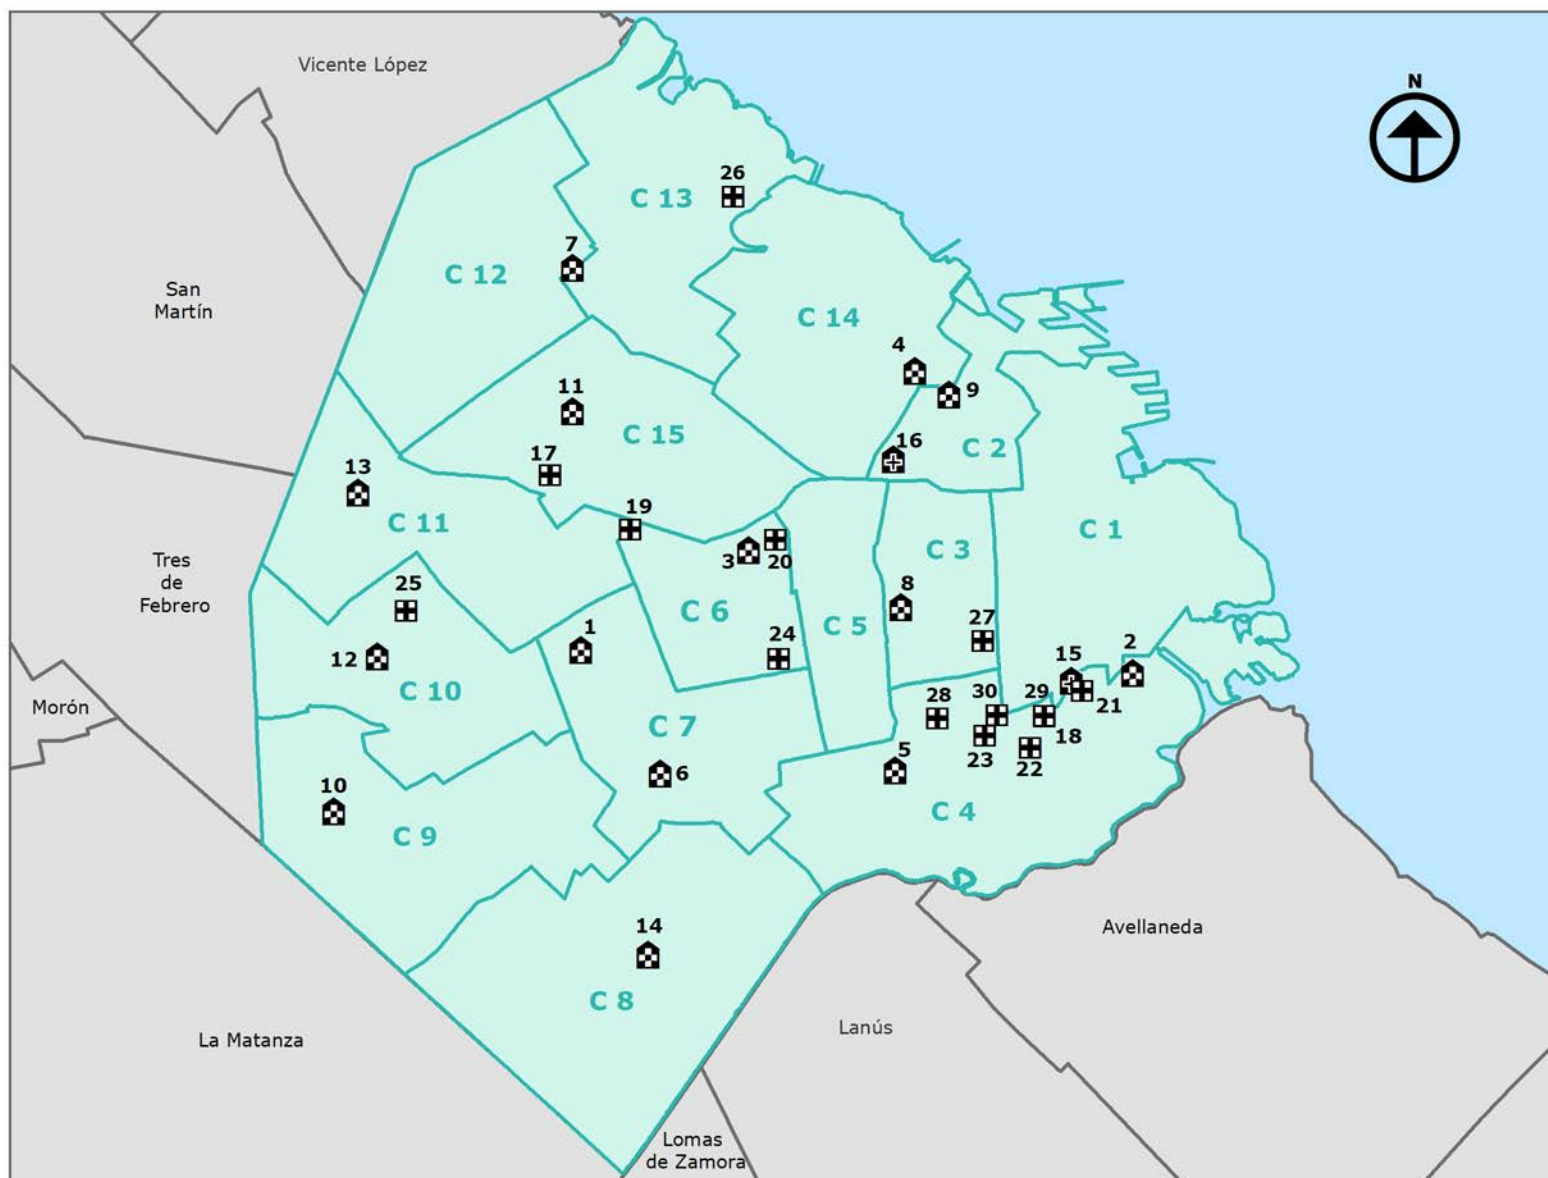 Vicente López
N
26
C 13
7
C 12
San
Martín
C 14
4
9
11
C 15
16
C 2
17
13
19
C 11
C 1
20
3
C 3
Tres
de
Febrero
25
8
C 6
C 5
1
27
24
2
15
12
C 10
Morón
28
30
29
21
C 7
18
23
5
22
6
10
C 4
C 9
14
Avellaneda
C 8
Lanús
La Matanza
Lomas
de Zamora